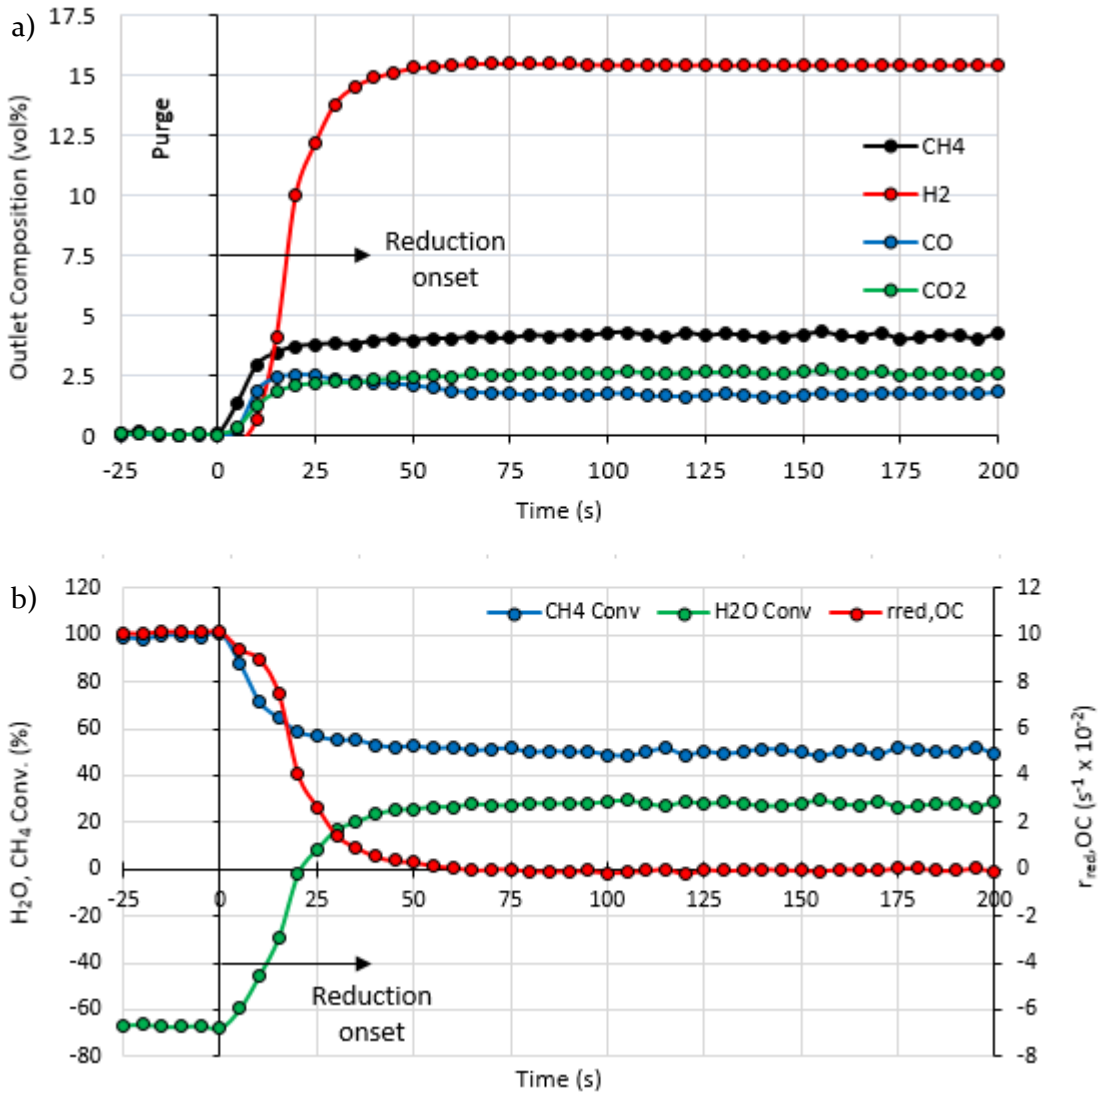 a)
17.5
15
12.5
10
7.5
5
2.5
0
Outlet Composition (vol%)
Purge
Reduction
onset
CH4
H2
CO
CO2
-25 0 25 50 75 100 125 150 175 200
Time (s)
b)
CH4 Conv H2O Conv rred,OC
120
100
80
60
40
20
0
-20
-40
-60
-80
H₂O, CH₄ Conv. (%)
-25 0 25 50 75 100 125 150 175 200
Reduction
onset
12
10
8
6
4
2
0
-2
-4
-6
-8
r_red,OC (s⁻¹ x 10⁻²)
Time (s)